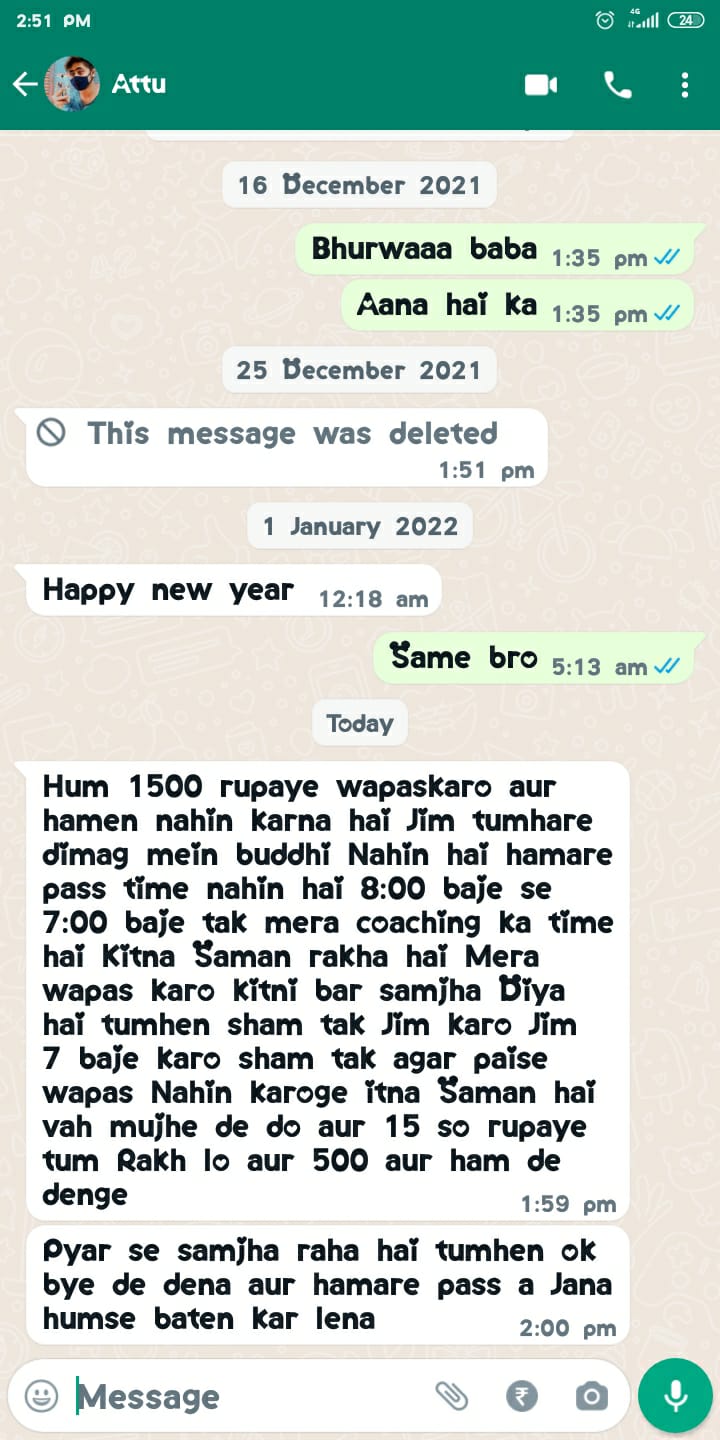 2:51 PM
4G
24
Attu
16 December 2021
Bhurwaaa baba 1:35 pm
Aana hai ka 1:35 pm
25 December 2021
This message was deleted
1:51 pm
1 January 2022
Happy new year 12:18 am
Same bro 5:13 am
Today
Hum 1500 rupaye wapaskaro aur
hamen nahin karna hai Jim tumhare
dimag mein buddhi Nahin hai hamare
pass time nahin hai 8:00 baje se
7:00 baje tak mera coaching ka time
hai Kitna Saman rakha hai Mera
wapas karo kitni bar samjha Diya
hai tumhen sham tak Jim karo Jim
7 baje karo sham tak agar paise
wapas Nahin karoge itna Saman hai
vah mujhe de do aur 15 so rupaye
tum Rakh lo aur 500 aur ham de
denge
1:59 pm
Pyar se samjha raha hai tumhen ok
bye de dena aur hamare pass a Jana
humse baten kar lena
2:00 pm
Message
₹